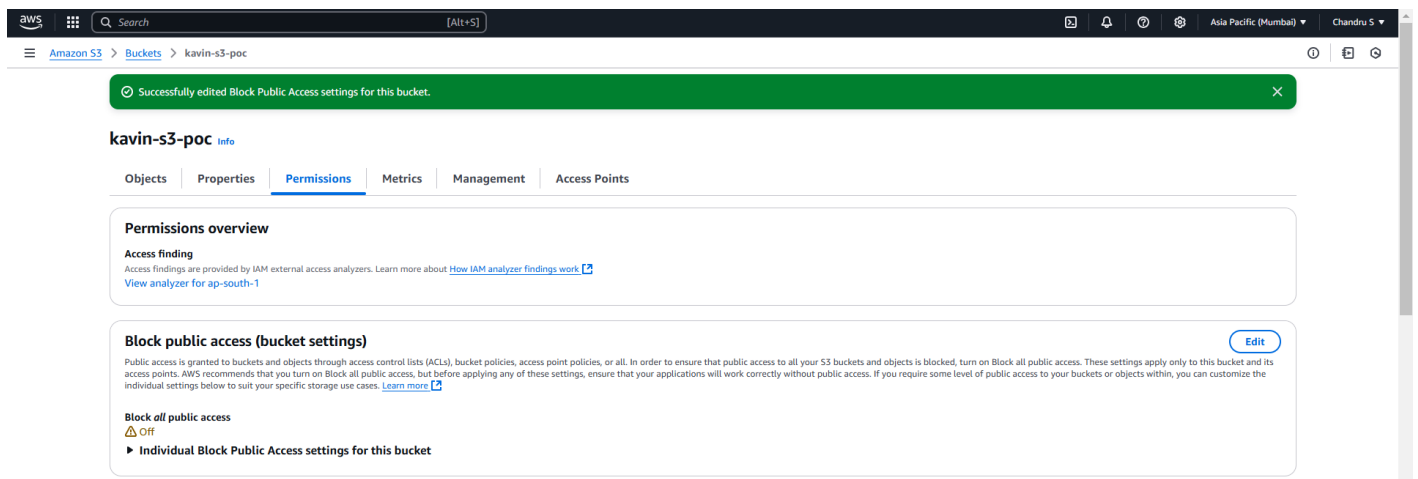 aws Search [Alt+S] Asia Pacific (Mumbai) Chandru S
Amazon S3 > Buckets > kavin-s3-poc
Successfully edited Block Public Access settings for this bucket.
kavin-s3-poc Info
Objects Properties Permissions Metrics Management Access Points
Permissions overview
Access finding
Access findings are provided by IAM external access analyzers. Learn more about How IAM analyzer findings work
View analyzer for ap-south-1
Block public access (bucket settings) Edit
Public access is granted to buckets and objects through access control lists (ACLs), bucket policies, access point policies, or all. In order to ensure that public access to all your S3 buckets and objects is blocked, turn on Block all public access. These settings apply only to this bucket and its
access points. AWS recommends that you turn on Block all public access, but before applying any of these settings, ensure that your applications will work correctly without public access. If you require some level of public access to your buckets or objects within, you can customize the
individual settings below to suit your specific storage use cases. Learn more
Block all public access
Off
Individual Block Public Access settings for this bucket